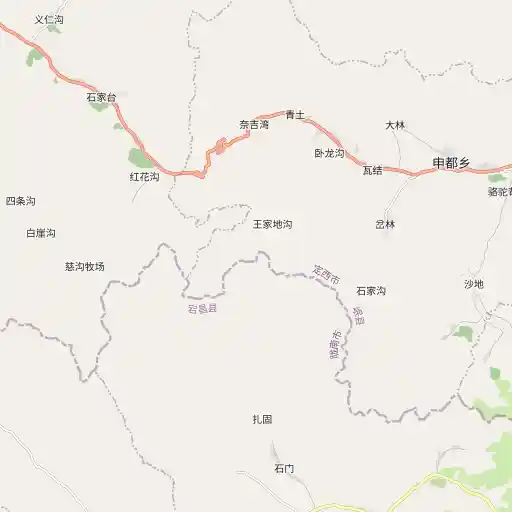 义仁沟
石家台
奈吉湾
青土
大林
卧龙沟
申都乡
瓦结
红花沟
骆驼
四条沟
王家地沟
岔林
白崖沟
慈沟牧场
定西市
沙地
石家沟
宕昌县
岷县
陇南市
扎固
石门